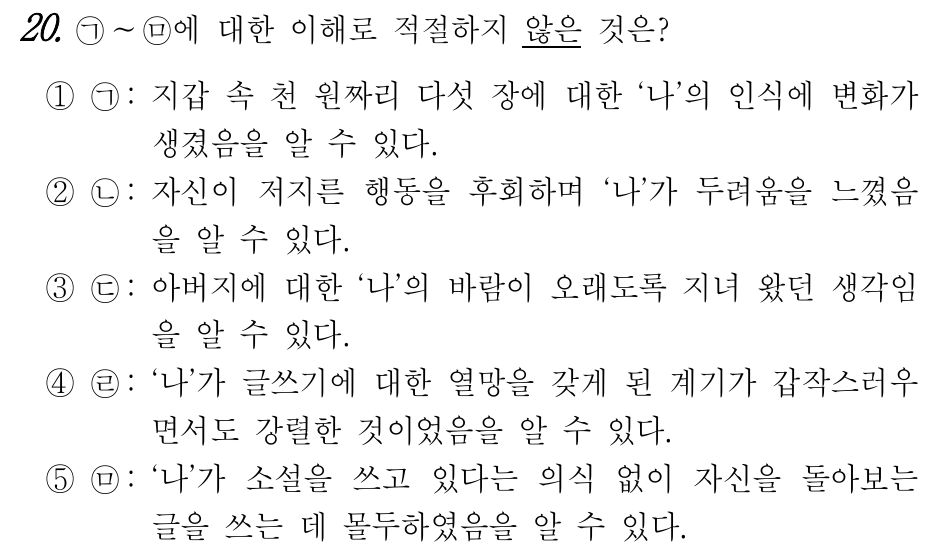 20. ㉠～㉤에 대한 이해로 적절하지 않은 것은?
① ㉠: 지갑 속 천 원짜리 다섯 장에 대한 ‘나’의 인식에 변화가
생겼음을 알 수 있다.
② ㉡: 자신이 저지른 행동을 후회하며 ‘나’가 두려움을 느꼈음
을 알 수 있다.
③ ㉢: 아버지에 대한 ‘나’의 바람이 오래도록 지녀 왔던 생각임
을 알 수 있다.
④ ㉣: ‘나’가 글쓰기에 대한 열망을 갖게 된 계기가 갑작스러우
면서도 강렬한 것이었음을 알 수 있다.
⑤ ㉤: ‘나’가 소설을 쓰고 있다는 의식 없이 자신을 돌아보는
글을 쓰는 데 몰두하였음을 알 수 있다.